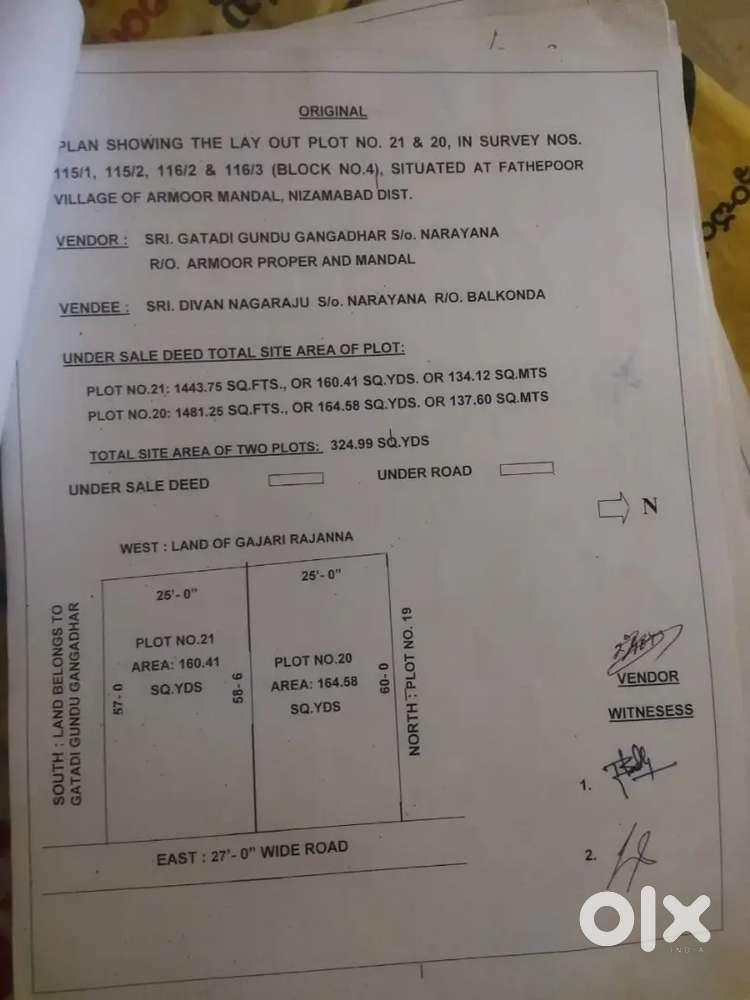 ORIGINAL
PLAN SHOWING THE LAY OUT PLOT NO. 21 & 20, IN SURVEY NOS.
115/1, 115/2, 116/2 & 116/3 (BLOCK NO.4), SITUATED AT FATHEPOOR
VILLAGE OF ARMOOR MANDAL, NIZAMABAD DIST.
VENDOR : SRI. GATADI GUNDU GANGADHAR S/o. NARAYANA
R/O. ARMOOR PROPER AND MANDAL
VENDEE : SRI. DIVAN NAGARAJU S/o. NARAYANA R/O. BALKONDA
UNDER SALE DEED TOTAL SITE AREA OF PLOT:
PLOT NO.21: 1443.75 SQ.FTS., OR 160.41 SQ.YDS. OR 134.12 SQ.MTS
PLOT NO.20: 1481.25 SQ.FTS., OR 164.58 SQ.YDS. OR 137.60 SQ.MTS
TOTAL SITE AREA OF TWO PLOTS: 324.99 SQ.YDS
UNDER SALE DEED
UNDER ROAD
N
WEST : LAND OF GAJARI RAJANNA
SOUTH : LAND BELONGS TO
GATADI GUNDU GANGADHAR
25'- 0"
PLOT NO.21
AREA: 160.41
SQ.YDS
57- 0
58- 6
25'- 0"
PLOT NO.20
AREA: 164.58
SQ.YDS
60- 0
NORTH : PLOT NO. 19
EAST : 27'- 0" WIDE ROAD
VENDOR
WITNESESS
1.
2.
olx
INDIA